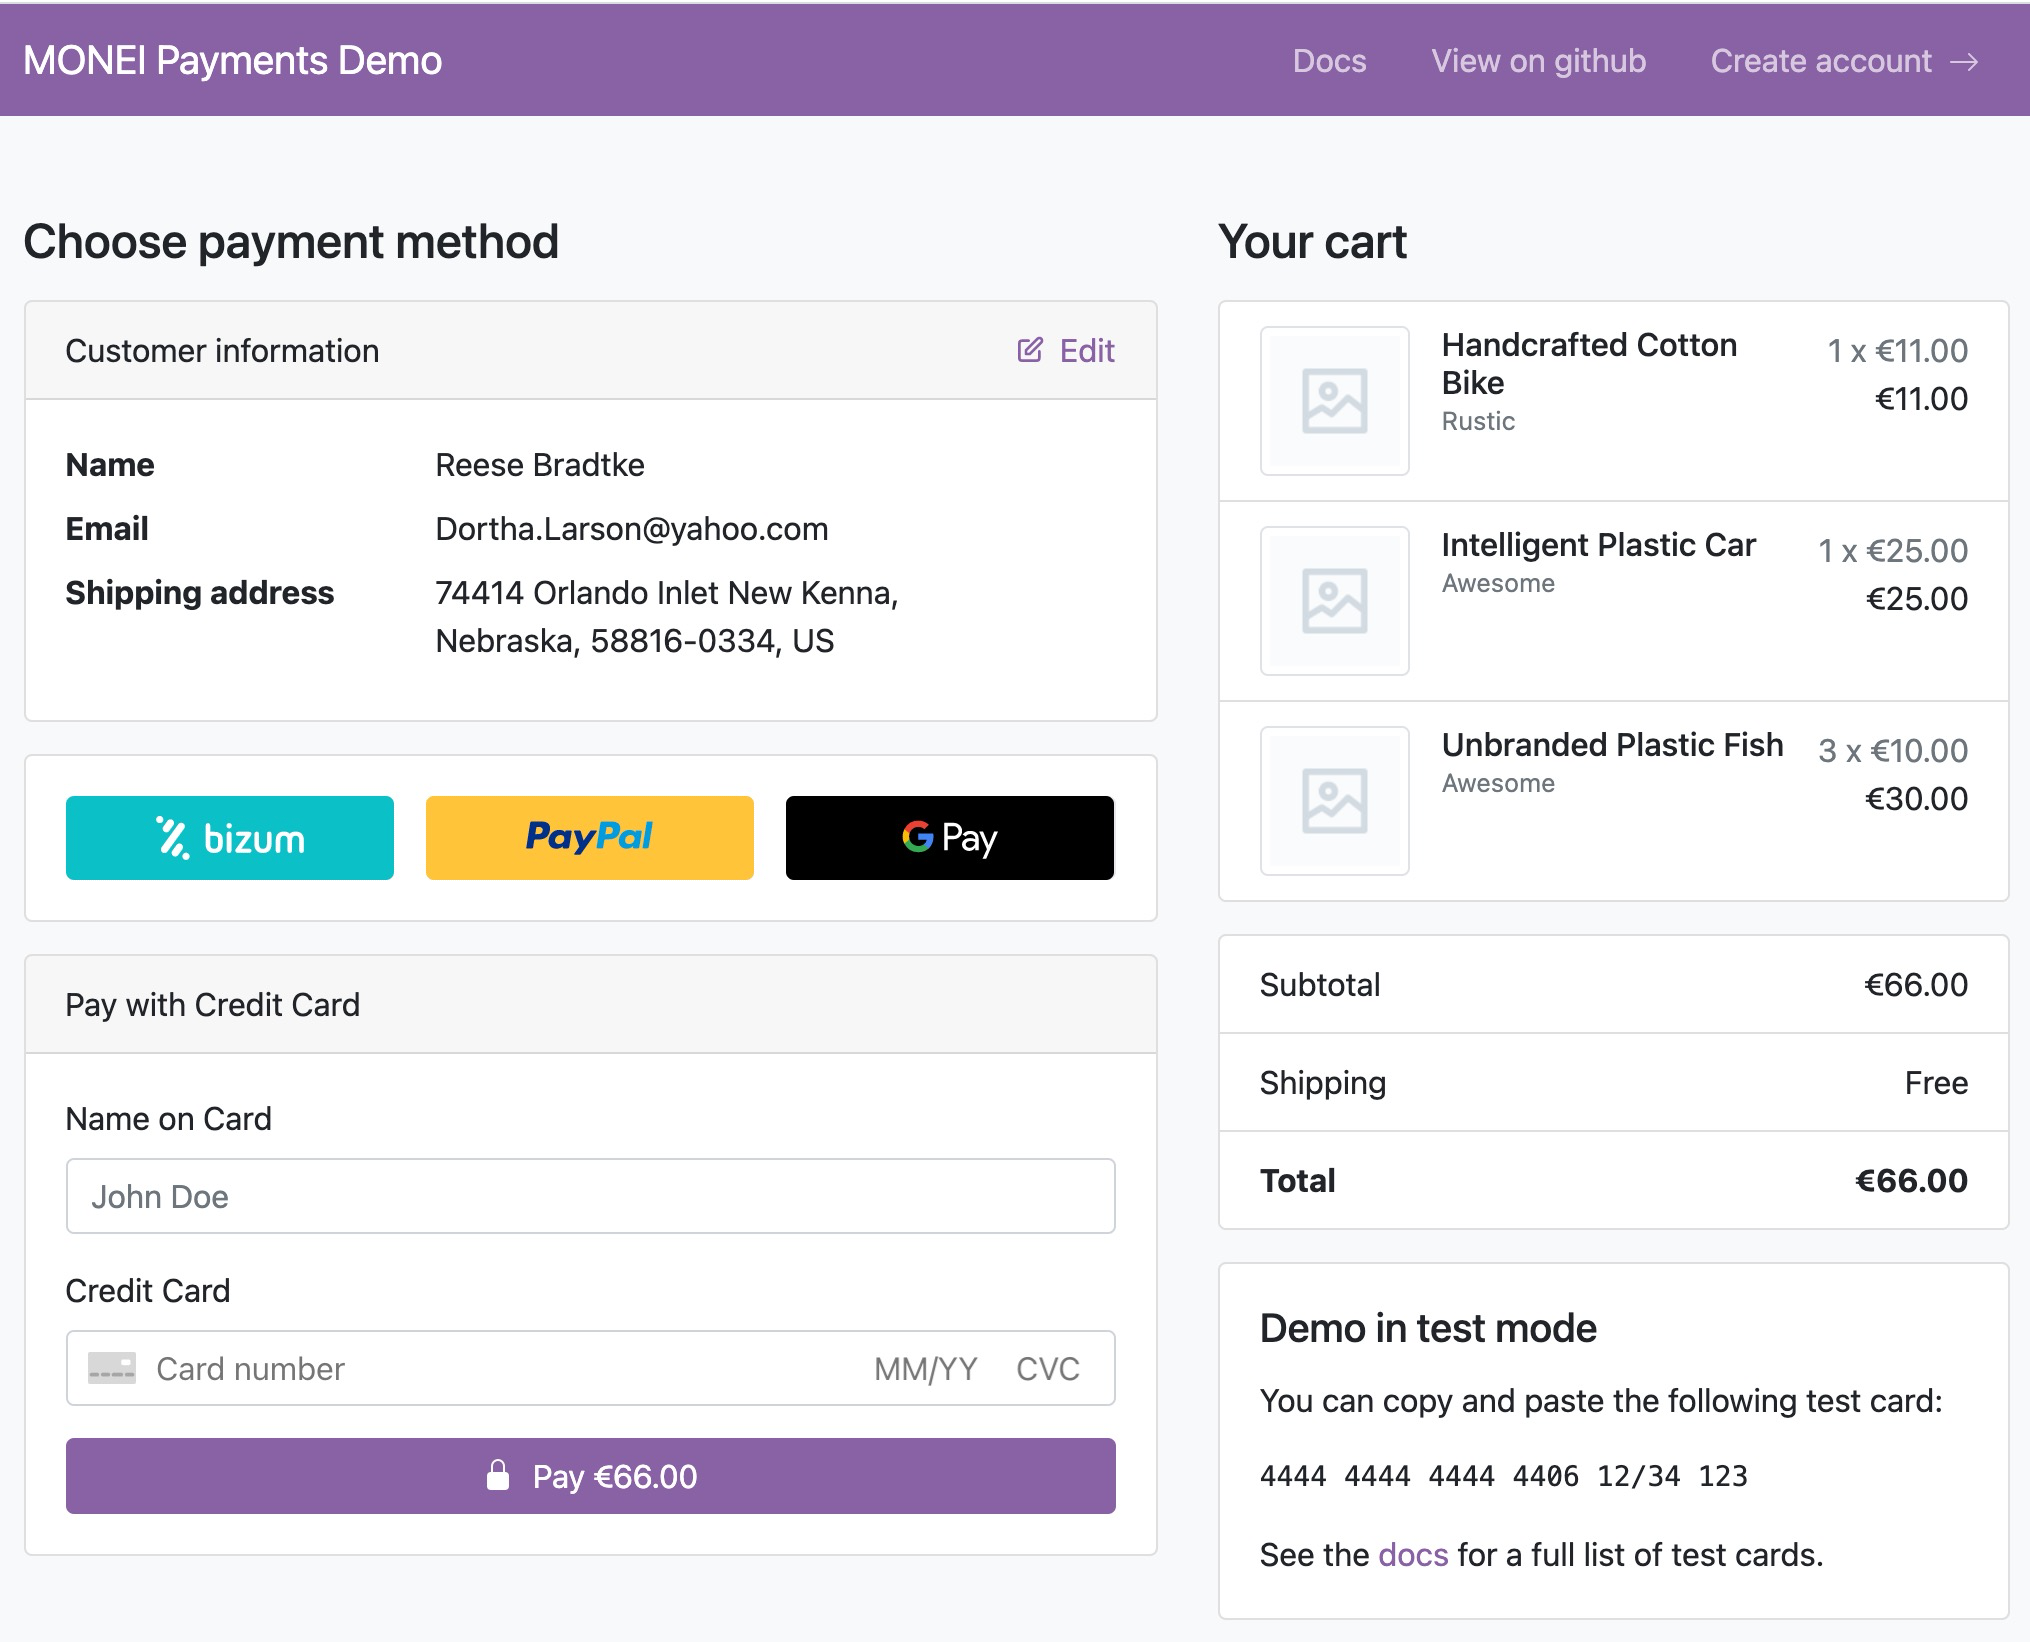 MONEI Payments Demo
Docs
View on github
Create account →
Choose payment method
Customer information
Edit
Name
Reese Bradtke
Email
Dortha.Larson@yahoo.com
Shipping address
74414 Orlando Inlet New Kenna,
Nebraska, 58816-0334, US
bizum
PayPal
G Pay
Pay with Credit Card
Name on Card
John Doe
Credit Card
Card number
MM/YY
CVC
Pay €66.00
Your cart
Handcrafted Cotton
Bike
Rustic
1 x €11.00
€11.00
Intelligent Plastic Car
Awesome
1 x €25.00
€25.00
Unbranded Plastic Fish
Awesome
3 x €10.00
€30.00
Subtotal
€66.00
Shipping
Free
Total
€66.00
Demo in test mode
You can copy and paste the following test card:
4444 4444 4444 4406 12/34 123
See the docs for a full list of test cards.